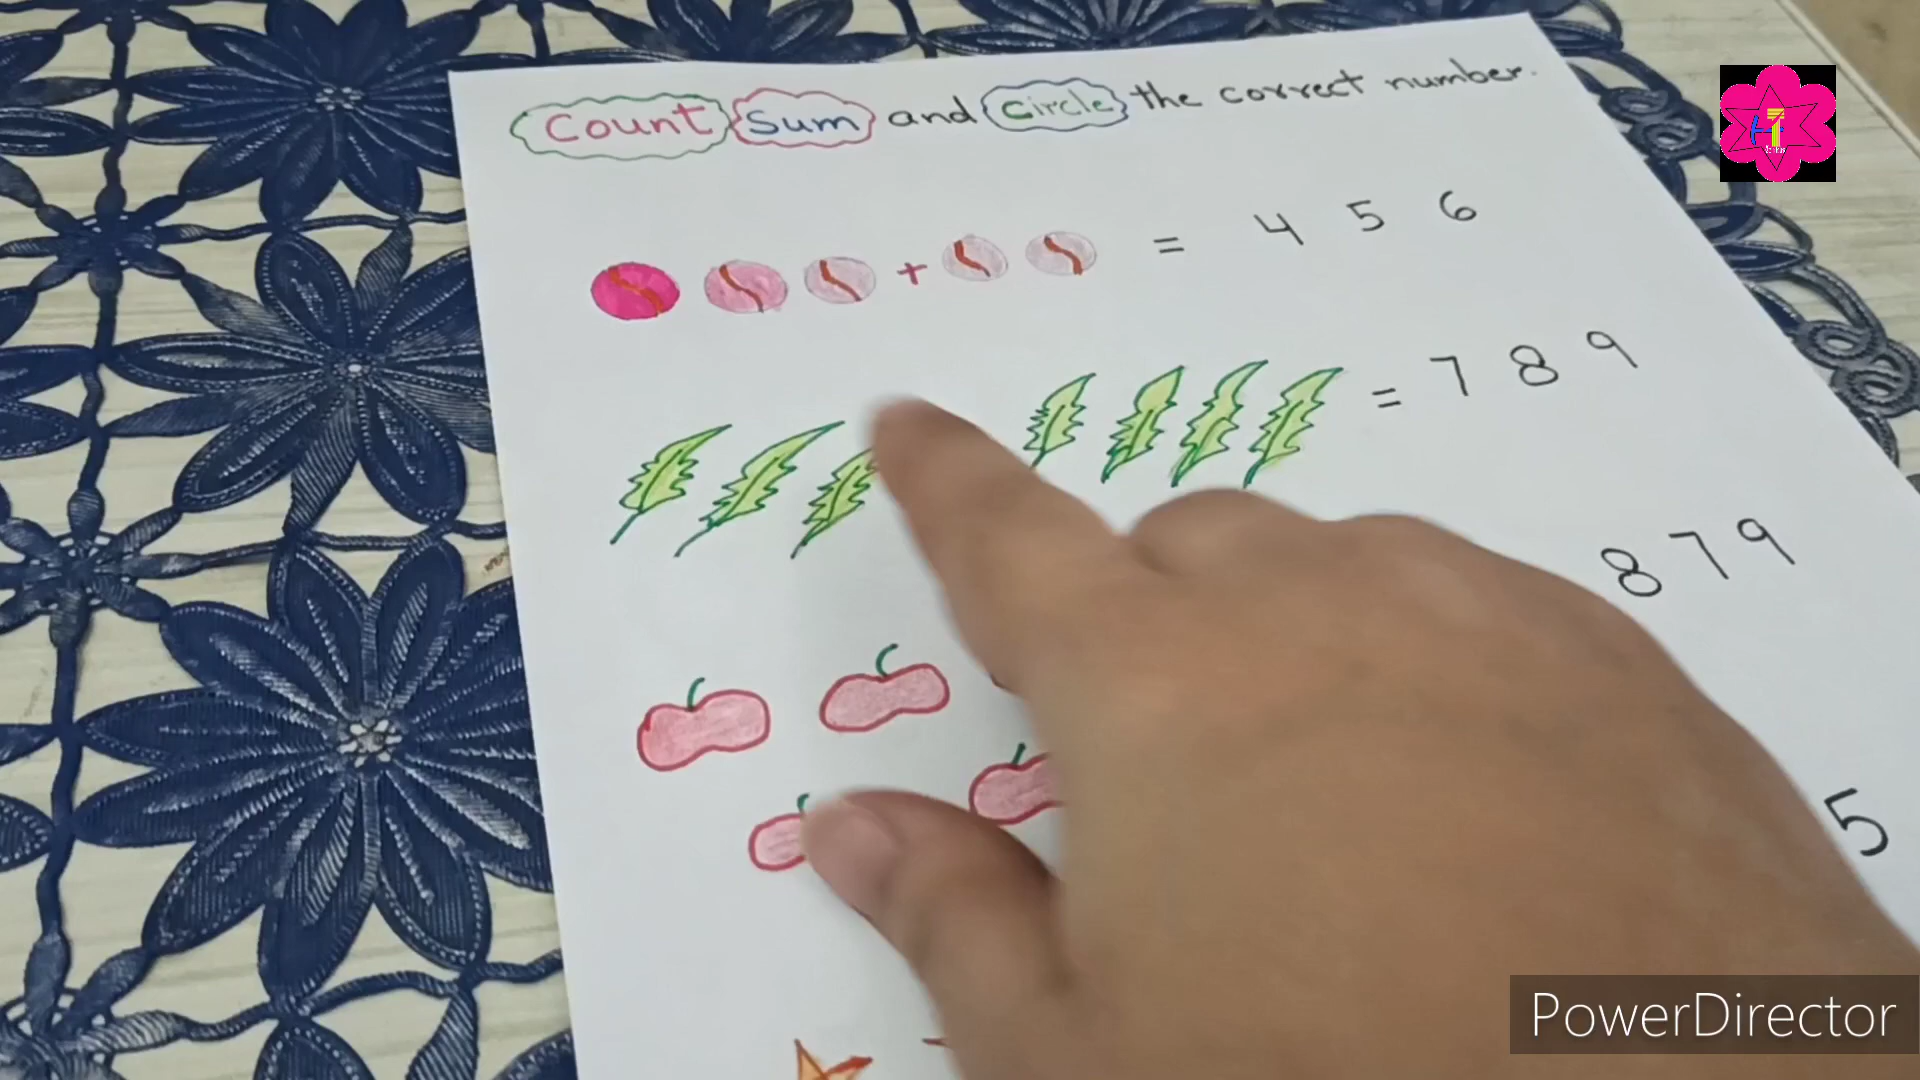 Count Sum and Circle the correct number.
+ = 4 5 6
= 7 8 9
8 7 9
5
PowerDirector